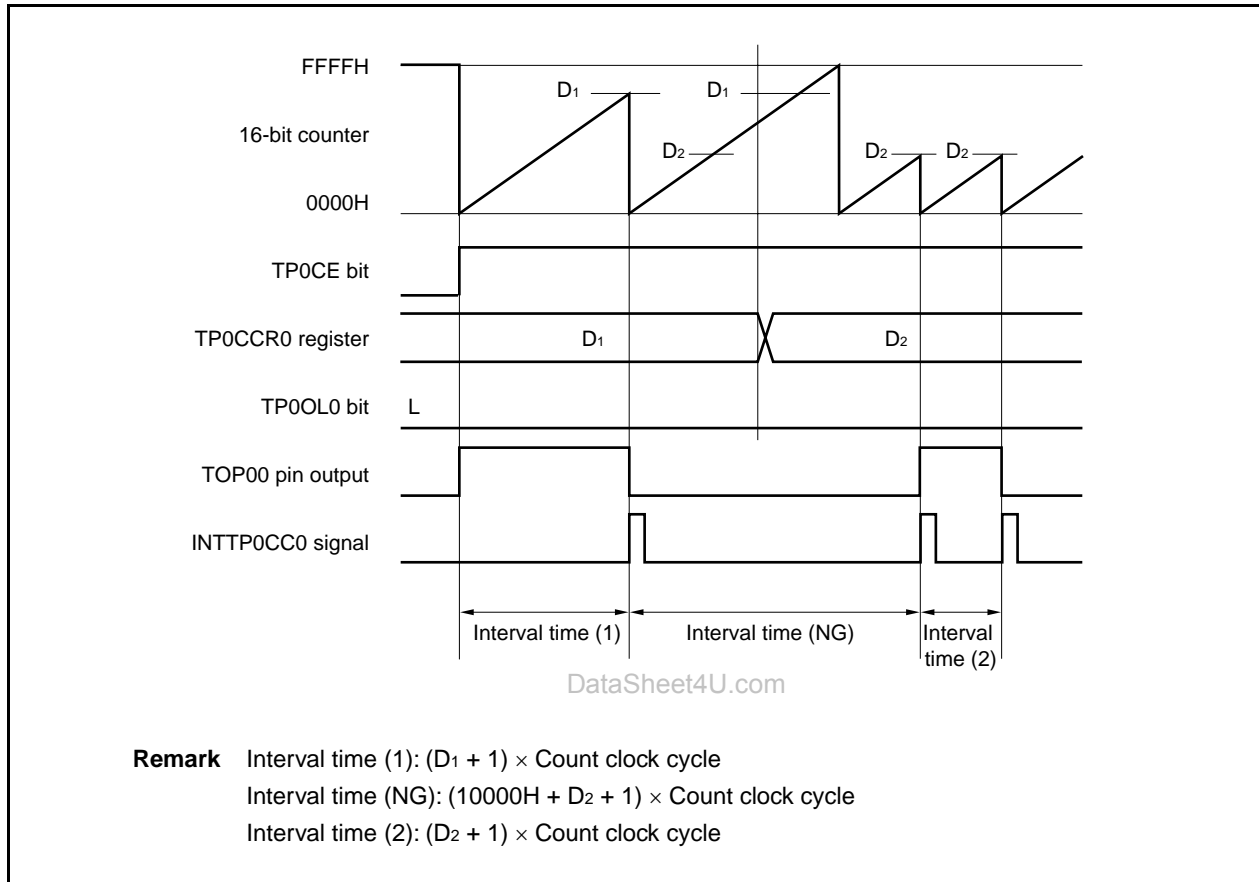 FFFFH
D1 D1
16-bit counter
D2 D2 D2
0000H
TP0CE bit
TP0CCR0 register D1 D2
TP0OL0 bit L
TOP00 pin output
INTTP0CC0 signal
Interval time (1) Interval time (NG) Interval
time (2)
DataSheet4U.com
Remark Interval time (1): (D1 + 1) × Count clock cycle
Interval time (NG): (10000H + D2 + 1) × Count clock cycle
Interval time (2): (D2 + 1) × Count clock cycle